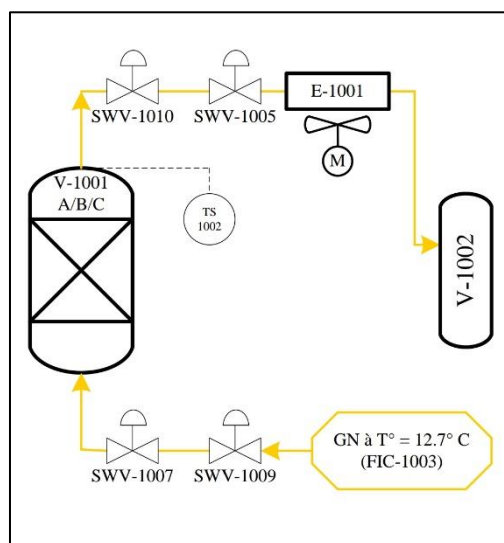 SWV-1010
SWV-1005
E-1001
M
V-1001
A/B/C
TS
1002
V-1002
SWV-1007
SWV-1009
GN à T° = 12.7° C
(FIC-1003)